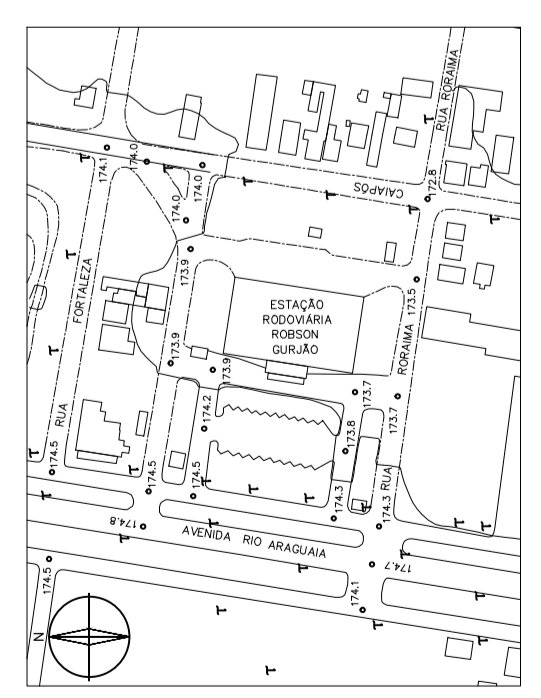 RUA RORAIMA
174.1
174.0
174.0
174.0
CAIAPÓS
172.8
173.9
FORTALEZA
ESTAÇÃO
RODOVIÁRIA
ROBSON
GURJÃO
173.5
173.9
173.9
RORAIMA
173.7
173.7
RUA
174.2
173.8
174.5
174.5
174.5
RUA
174.3
174.3
174.8
AVENIDA RIO ARAGUAIA
174.7
174.5
174.1
N